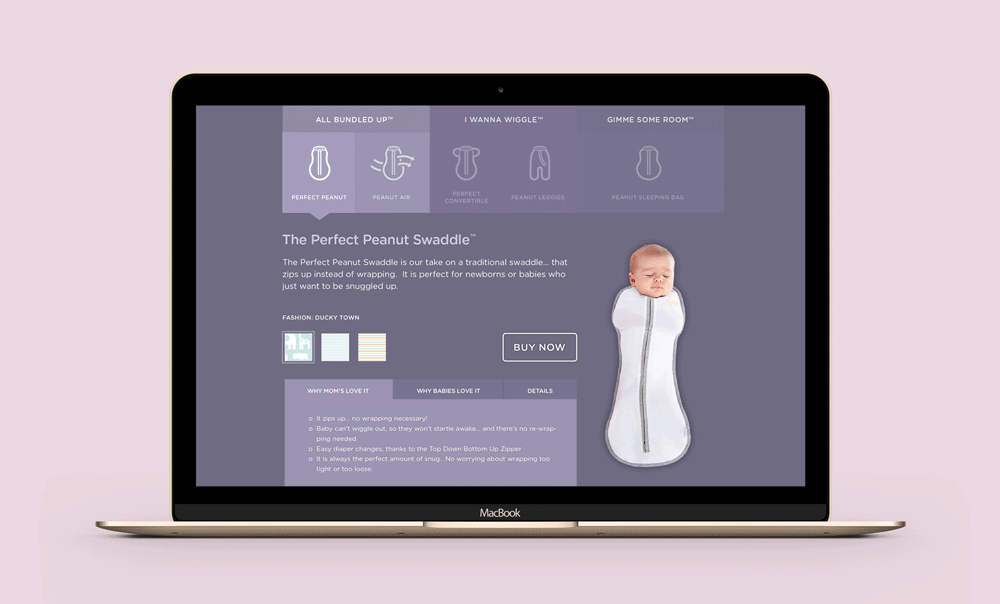 ALL BUNDLED UP™
I WANNA WIGGLE™
GIMME SOME ROOM™
PERFECT PEANUT
PEANUT AIR
PERFECT
CONVERTIBLE
PEANUT LEGGIES
PEANUT SLEEPING BAG
The Perfect Peanut Swaddle™
The Perfect Peanut Swaddle is our take on a traditional swaddle... that
zips up instead of wrapping. It is perfect for newborns or babies who
just want to be snuggled up.
FASHION: DUCKY TOWN
BUY NOW
WHY MOM'S LOVE IT
WHY BABIES LOVE IT
DETAILS
o It zips up... no wrapping necessary!
o Baby can't wiggle out, so they won't startle awake... and there's no re-wrap-
ping needed
o Easy diaper changes, thanks to the Top Down Bottom Up Zipper
o It is always the perfect amount of snug. No worrying about wrapping too
tight or too loose.
MacBook